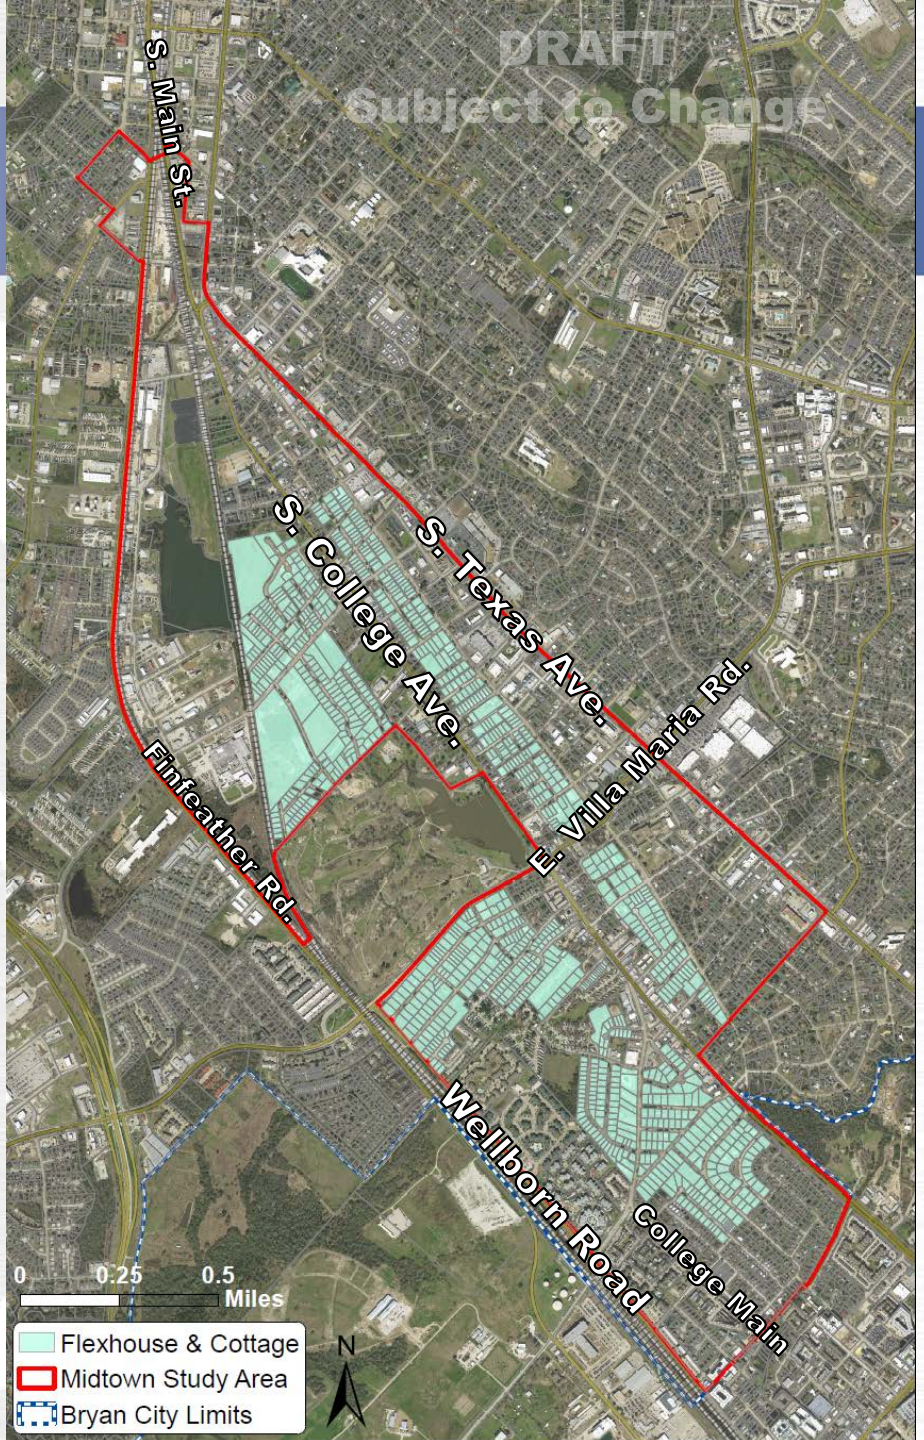 DRAFT
Subject to Change
S. Main St.
S. College Ave.
S. Texas Ave.
E. Villa Maria Rd.
Finfeather Rd.
Wellborn Road
College Main
0 0.25 0.5
Miles
N
Flexhouse & Cottage
Midtown Study Area
Bryan City Limits